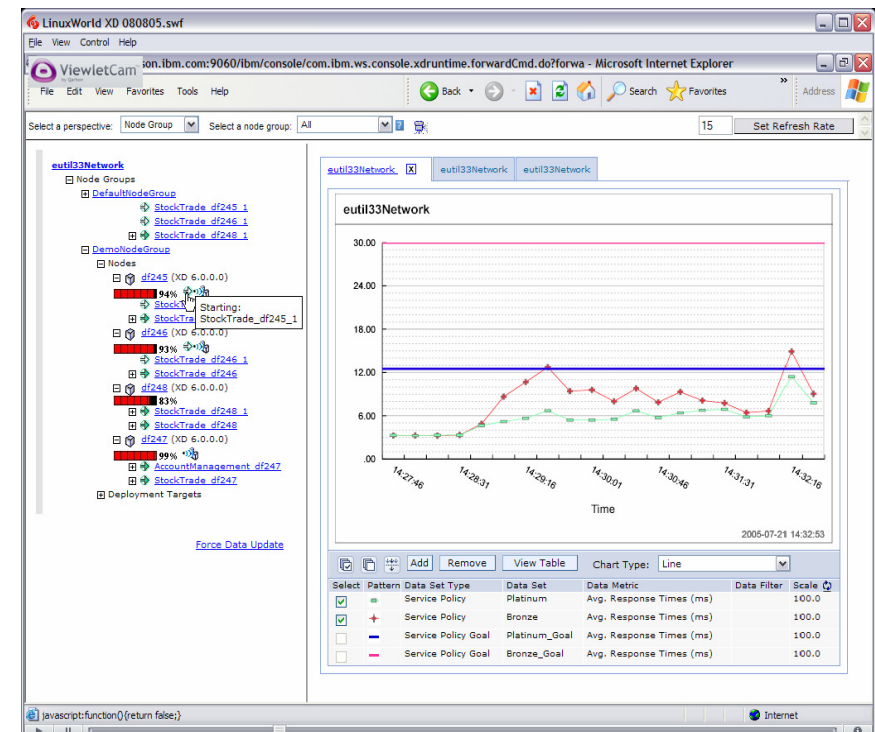 LinuxWorld XD 080805.swf
File View Control Help
ViewletCam
by Qarbon
son.ibm.com:9060/ibm/console/com.ibm.ws.console.xdruntime.forwardCmd.do?forwa - Microsoft Internet Explorer
File Edit View Favorites Tools Help
Back
Search
Favorites
»
Address
Select a perspective: Node Group
Select a node group: All
15
Set Refresh Rate
eutil33Network
Node Groups
DefaultNodeGroup
StockTrade_df245_1
StockTrade_df246_1
StockTrade_df248_1
DemoNodeGroup
Nodes
df245 (XD 6.0.0.0)
94%
StockT
StockTra
Starting:
StockTrade_df245_1
df246 (XD 6.0.0.0)
93%
StockTrade_df246_1
StockTrade_df246
df248 (XD 6.0.0.0)
83%
StockTrade_df248_1
StockTrade_df248
df247 (XD 6.0.0.0)
99%
AccountManagement_df247
StockTrade_df247
Deployment Targets
Force Data Update
eutil33Network X eutil33Network eutil33Network
eutil33Network
30.00
24.00
18.00
12.00
6.00
.00
14:27:46 14:28:31 14:29:16 14:30:01 14:30:46 14:31:31 14:32:16
Time
2005-07-21 14:32:53
Add Remove View Table Chart Type: Line
Select Pattern Data Set Type Data Set Data Metric Data Filter Scale
Service Policy Platinum Avg. Response Times (ms) 100.0
Service Policy Bronze Avg. Response Times (ms) 100.0
Service Policy Goal Platinum_Goal Avg. Response Times (ms) 100.0
Service Policy Goal Bronze_Goal Avg. Response Times (ms) 100.0
javascript:function(){return false;}
Internet